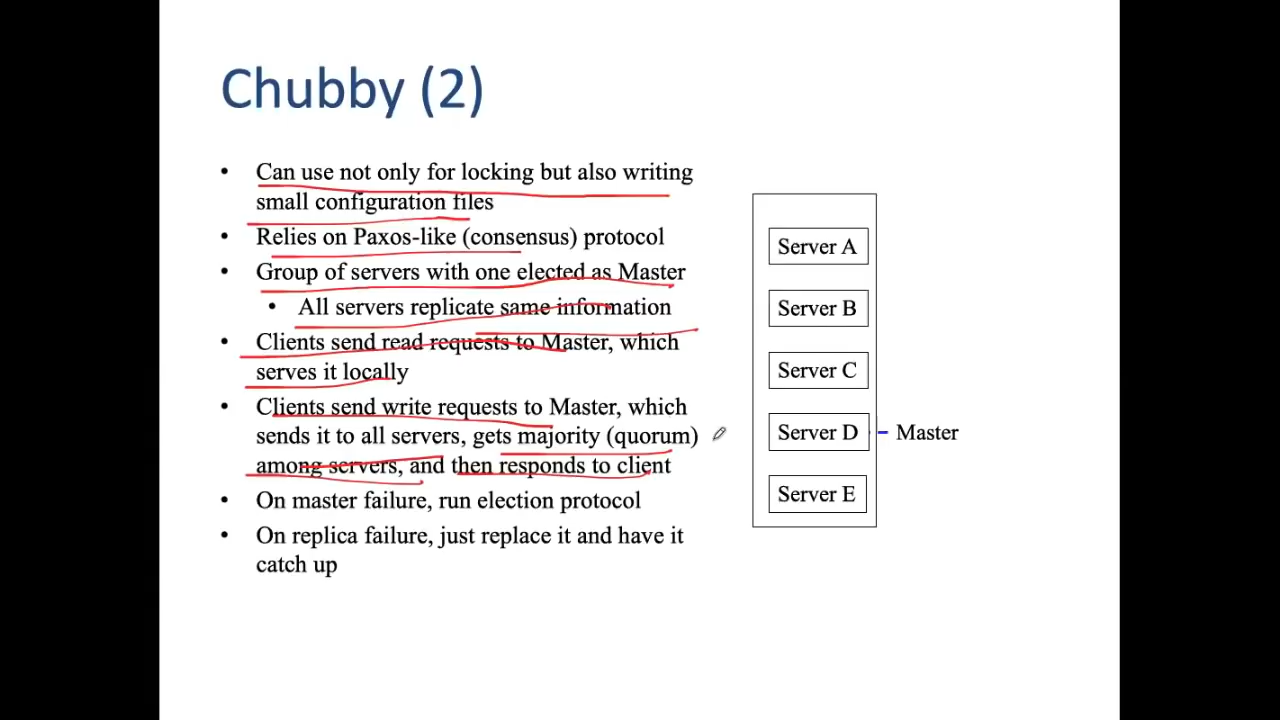 Chubby (2)
• Can use not only for locking but also writing
small configuration files
• Relies on Paxos-like (consensus) protocol
• Group of servers with one elected as Master
• All servers replicate same information
• Clients send read requests to Master, which
serves it locally
• Clients send write requests to Master, which
sends it to all servers, gets majority (quorum)
among servers, and then responds to client
• On master failure, run election protocol
• On replica failure, just replace it and have it
catch up
Server A
Server B
Server C
Server D
Master
Server E